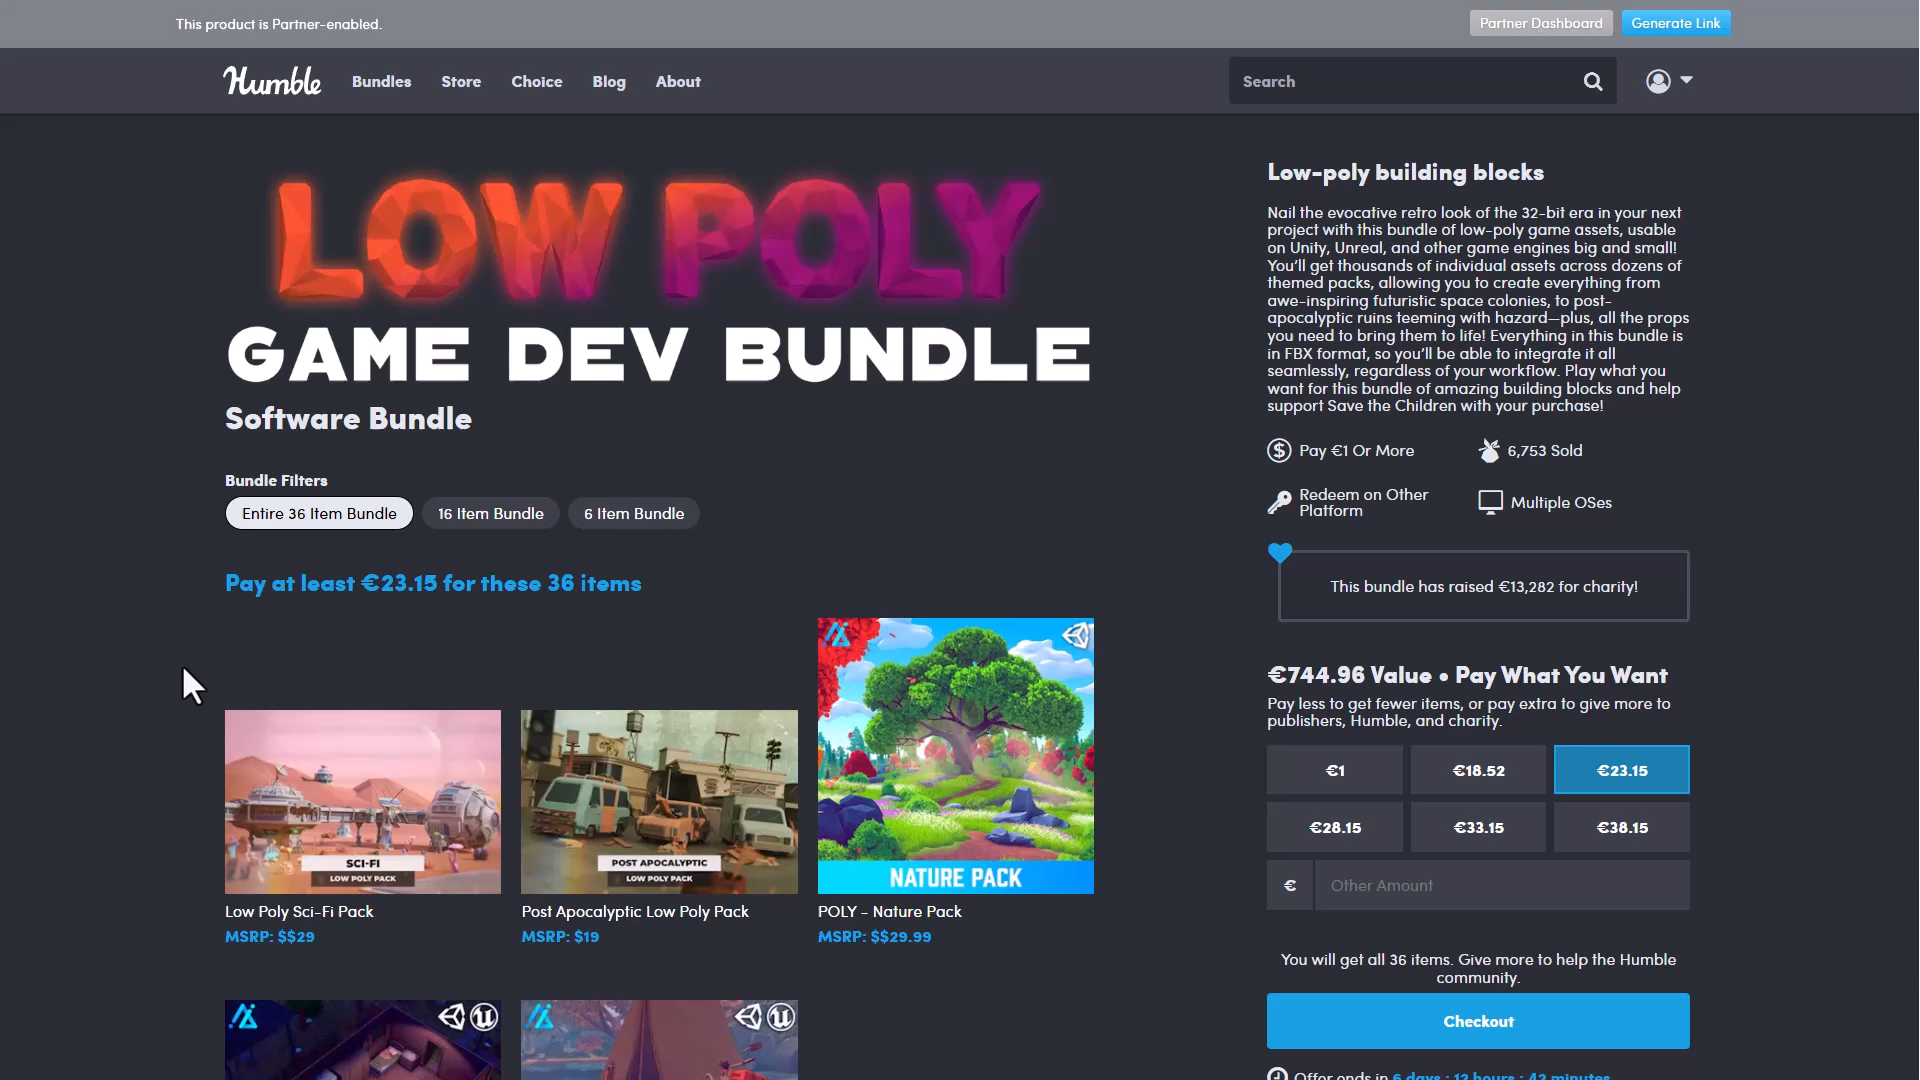 This product is Partner-enabled.
Partner Dashboard
Generate Link
Humble
Bundles
Store
Choice
Blog
About
Search
LOW POLY
GAME DEV BUNDLE
Software Bundle
Bundle Filters
Entire 36 Item Bundle
16 Item Bundle
6 Item Bundle
Pay at least €23.15 for these 36 items
SCI-FI
LOW POLY PACK
Low Poly Sci-Fi Pack
MSRP: $$29
POST APOCALYPTIC
LOW POLY PACK
Post Apocalyptic Low Poly Pack
MSRP: $19
NATURE PACK
POLY - Nature Pack
MSRP: $$29.99
Low-poly building blocks
Nail the evocative retro look of the 32-bit era in your next
project with this bundle of low-poly game assets, usable
on Unity, Unreal, and other game engines big and small!
You'll get thousands of individual assets across dozens of
themed packs, allowing you to create everything from
awe-inspiring futuristic space colonies, to post-
apocalyptic ruins teeming with hazard—plus, all the props
you need to bring them to life! Everything in this bundle is
in FBX format, so you'll be able to integrate it all
seamlessly, regardless of your workflow. Play what you
want for this bundle of amazing building blocks and help
support Save the Children with your purchase!
Pay €1 Or More
6,753 Sold
Redeem on Other
Platform
Multiple OSes
This bundle has raised €13,282 for charity!
€744.96 Value • Pay What You Want
Pay less to get fewer items, or pay extra to give more to
publishers, Humble, and charity.
€1
€18.52
€23.15
€28.15
€33.15
€38.15
€
Other Amount
You will get all 36 items. Give more to help the Humble
community.
Checkout
Offer ends in 6 days : 12 hours : 42 minutes